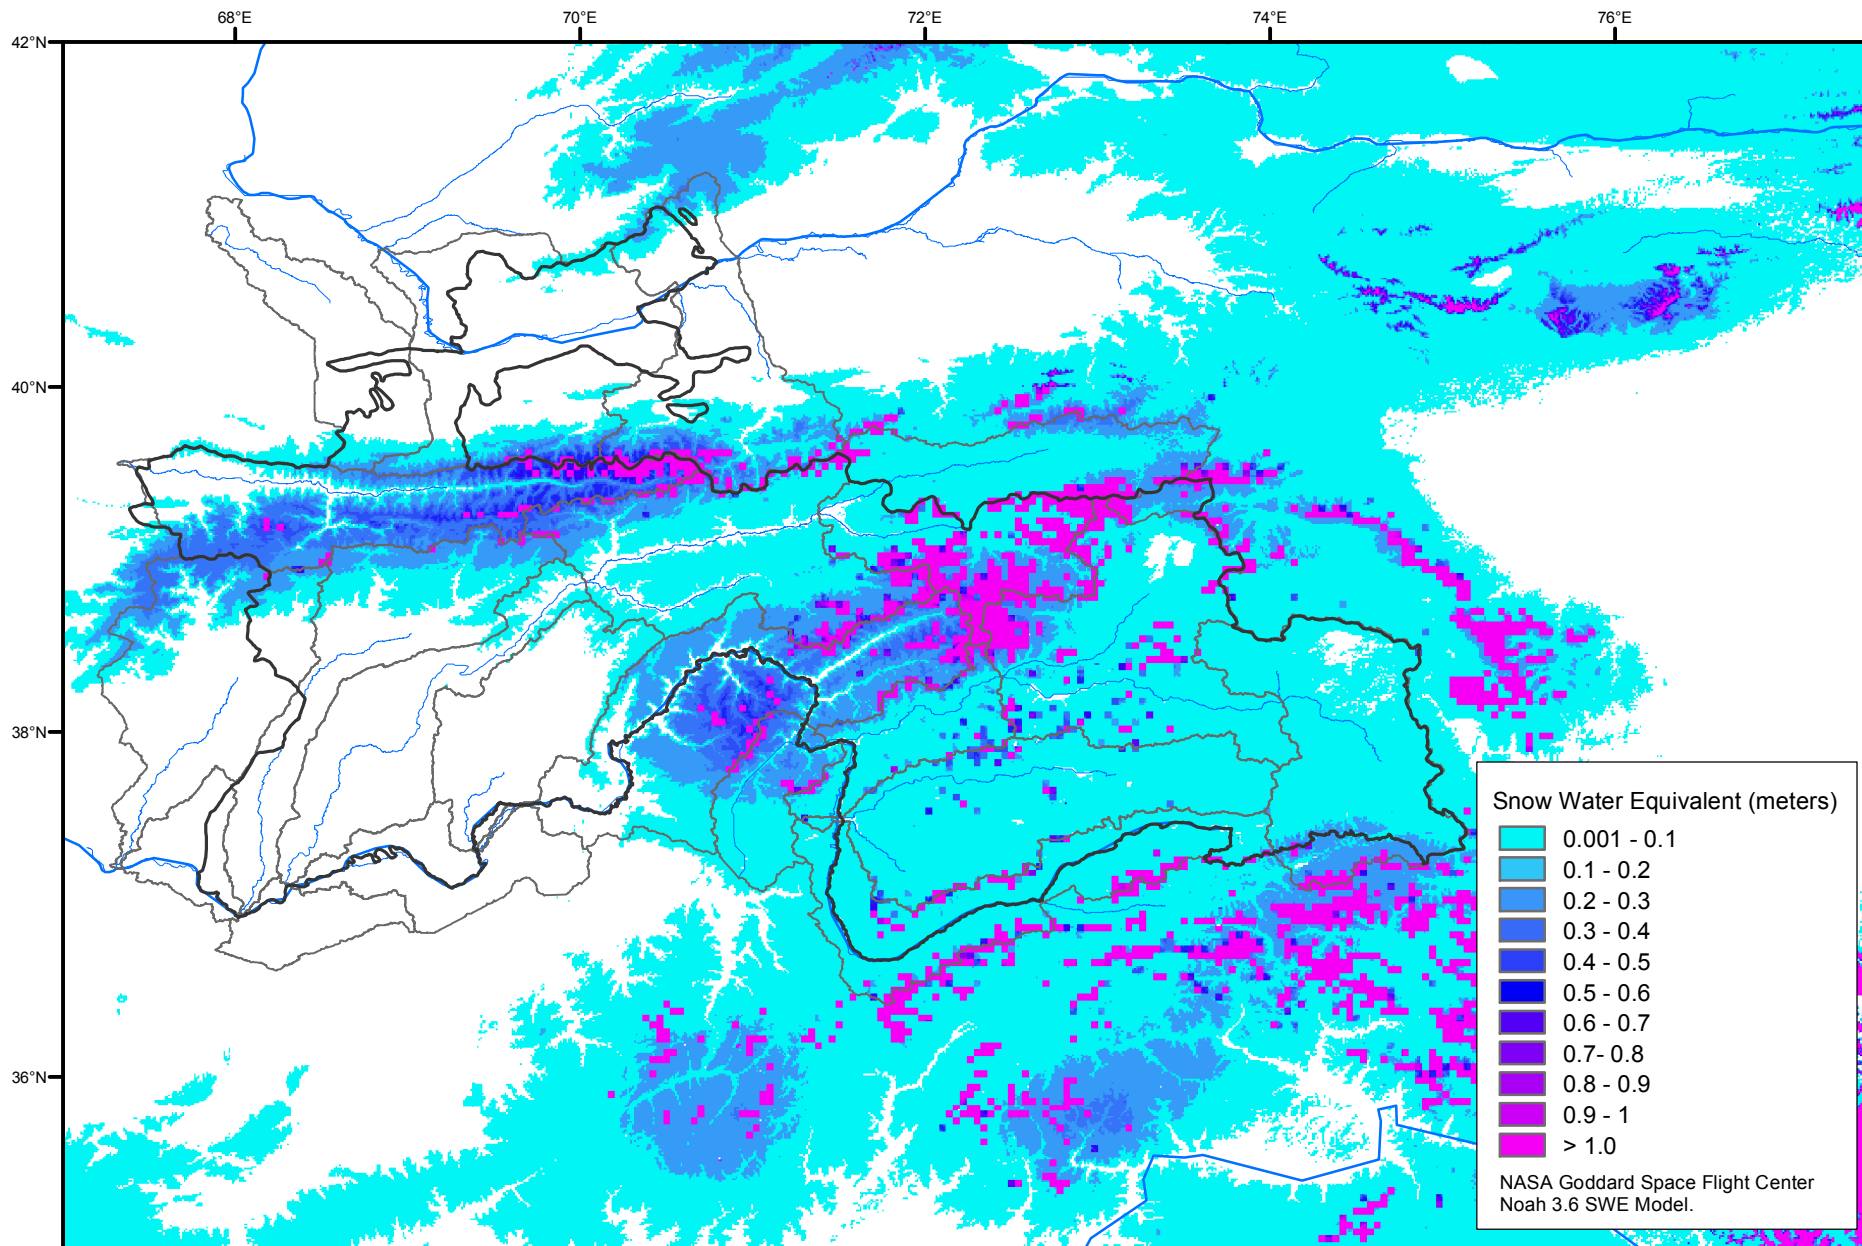 68°E
70°E
72°E
74°E
76°E
42°N
40°N
38°N
36°N
Snow Water Equivalent (meters)
0.001 - 0.1
0.1 - 0.2
0.2 - 0.3
0.3 - 0.4
0.4 - 0.5
0.5 - 0.6
0.6 - 0.7
0.7- 0.8
0.8 - 0.9
0.9 - 1
> 1.0
NASA Goddard Space Flight Center
Noah 3.6 SWE Model.